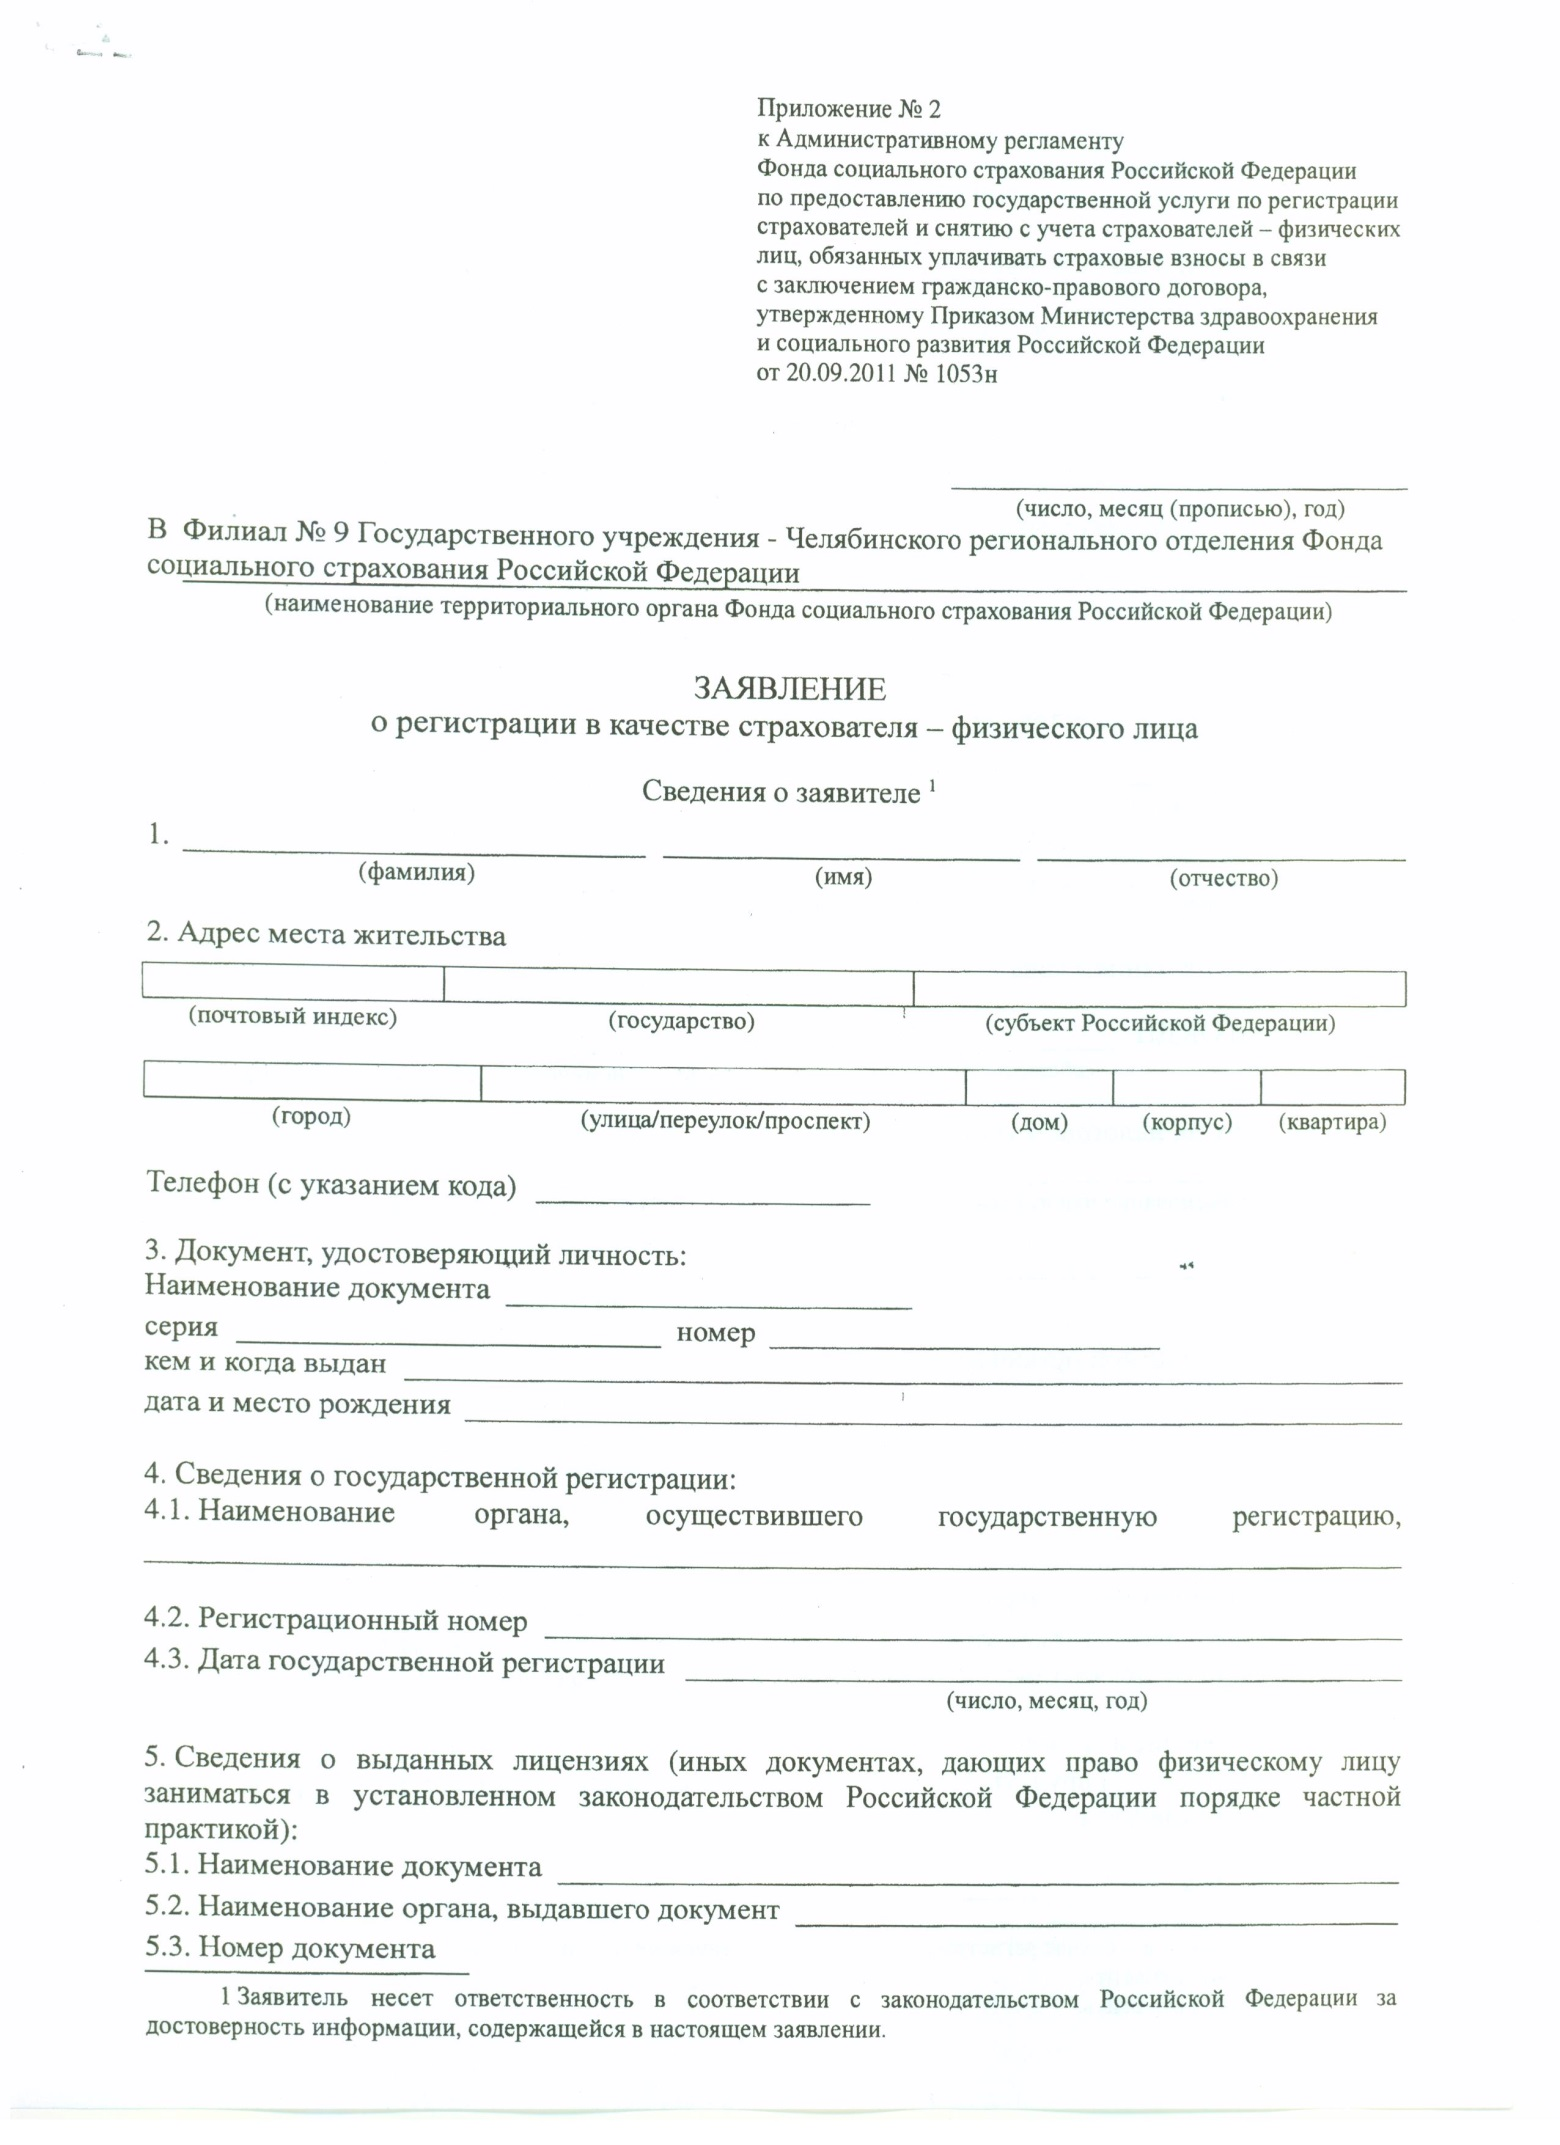 Приложение № 2
к Административному регламенту
Фонда социального страхования Российской Федерации
по предоставлению государственной услуги по регистрации
страхователей и снятию с учета страхователей – физических
лиц, обязанных уплачивать страховые взносы в связи
с заключением гражданско-правового договора,
утвержденному Приказом Министерства здравоохранения
и социального развития Российской Федерации
от 20.09.2011 № 1053н
(число, месяц (прописью), год)
В Филиал № 9 Государственного учреждения - Челябинского регионального отделения Фонда
социального страхования Российской Федерации
(наименование территориального органа Фонда социального страхования Российской Федерации)
ЗАЯВЛЕНИЕ
о регистрации в качестве страхователя – физического лица
Сведения о заявителе 1
1.
(фамилия) (имя) (отчество)
2. Адрес места жительства
(почтовый индекс) (государство) (субъект Российской Федерации)
(город) (улица/переулок/проспект) (дом) (корпус) (квартира)
Телефон (с указанием кода)
3. Документ, удостоверяющий личность:
Наименование документа
серия номер
кем и когда выдан
дата и место рождения
4. Сведения о государственной регистрации:
4.1. Наименование органа, осуществившего государственную регистрацию,
4.2. Регистрационный номер
4.3. Дата государственной регистрации
(число, месяц, год)
5. Сведения о выданных лицензиях (иных документах, дающих право физическому лицу
заниматься в установленном законодательством Российской Федерации порядке частной
практикой):
5.1. Наименование документа
5.2. Наименование органа, выдавшего документ
5.3. Номер документа
1 Заявитель несет ответственность в соответствии с законодательством Российской Федерации за
достоверность информации, содержащейся в настоящем заявлении.